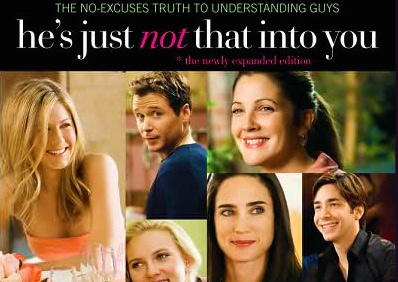 THE NO-EXCUSES TRUTH TO UNDERSTANDING GUYS
he's just not that into you
* the newly expanded edition